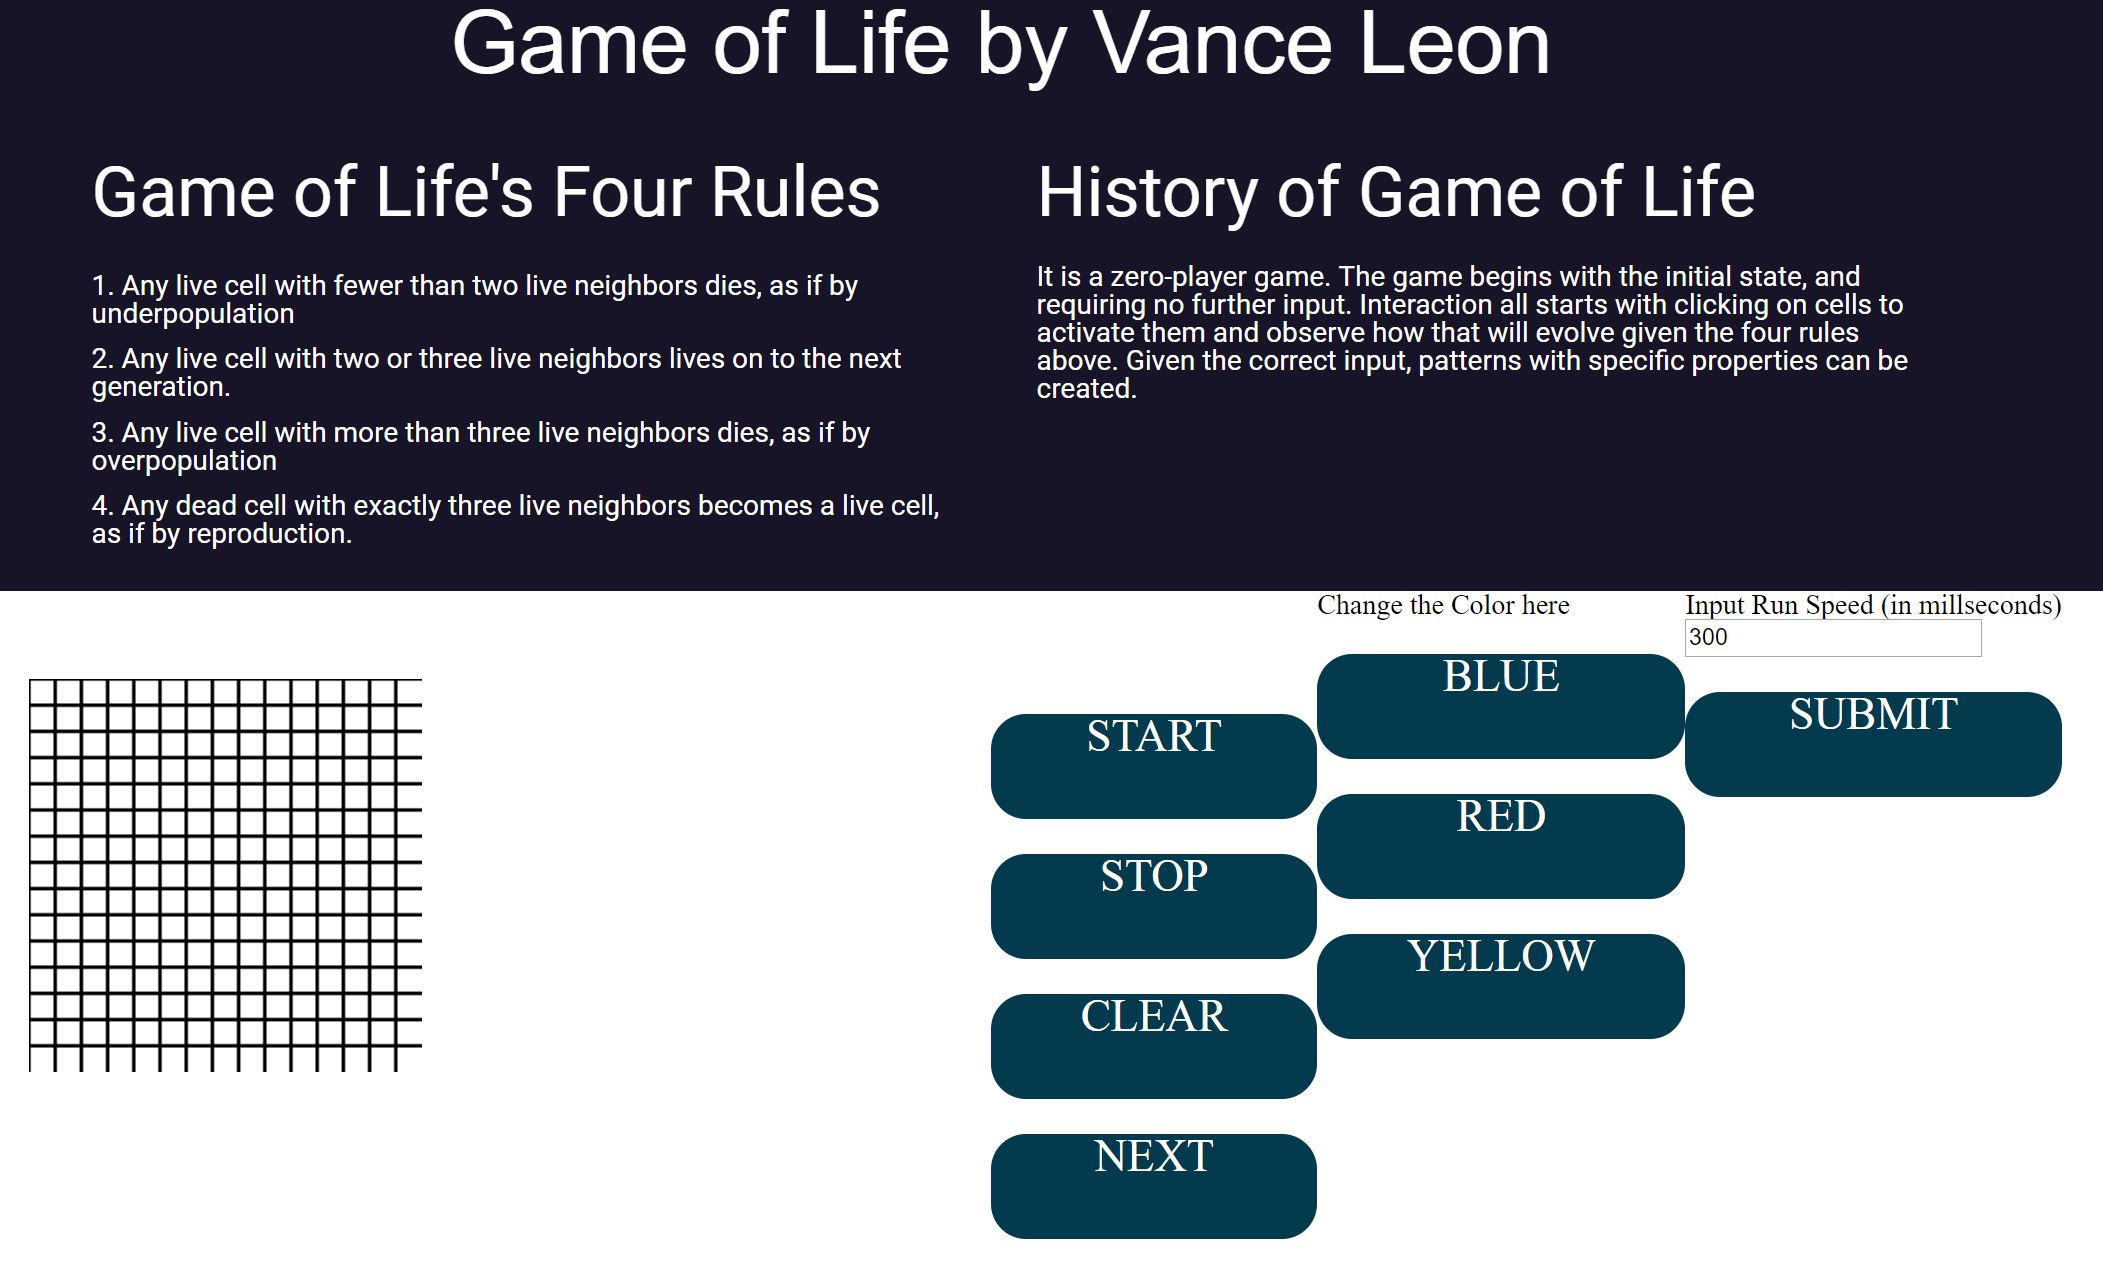 Game of Life by Vance Leon
Game of Life's Four Rules
1. Any live cell with fewer than two live neighbors dies, as if by
underpopulation
2. Any live cell with two or three live neighbors lives on to the next
generation.
3. Any live cell with more than three live neighbors dies, as if by
overpopulation
4. Any dead cell with exactly three live neighbors becomes a live cell,
as if by reproduction.
History of Game of Life
It is a zero-player game. The game begins with the initial state, and
requiring no further input. Interaction all starts with clicking on cells to
activate them and observe how that will evolve given the four rules
above. Given the correct input, patterns with specific properties can be
created.
START
STOP
CLEAR
NEXT
Change the Color here
BLUE
RED
YELLOW
Input Run Speed (in millseconds)
300
SUBMIT